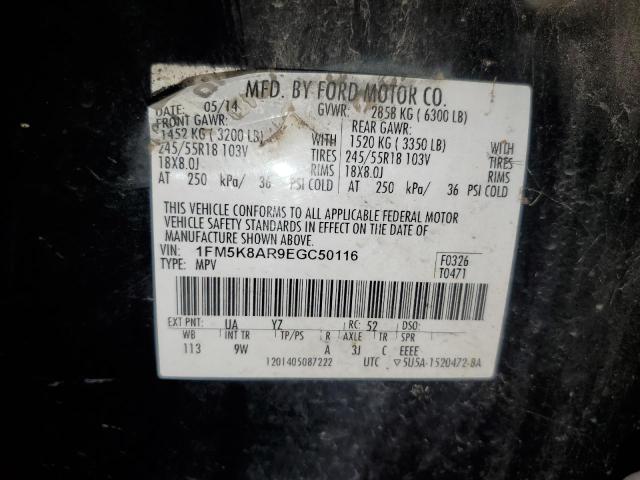 MFD. BY FORD MOTOR CO.
DATE: 05/14 GVWR: 2858 KG ( 6300 LB)
FRONT GAWR: REAR GAWR:
1452 KG ( 3200 LB) WITH 1520 KG ( 3350 LB) WITH
245/55R18 103V TIRES 245/55R18 103V TIRES
18X8.0J RIMS 18X8.0J RIMS
AT 250 kPa/ 36 PSI COLD AT 250 kPa/ 36 PSI COLD
THIS VEHICLE CONFORMS TO ALL APPLICABLE FEDERAL MOTOR
VEHICLE SAFETY STANDARDS IN EFFECT ON THE DATE OF
MANUFACTURE SHOWN ABOVE.
VIN: 1FM5K8AR9EGC50116 F0326
TYPE: MPV T0471
EXT PNT: UA YZ RC: 52 DSO:
WB INT TR TP/PS R AXLE TR SPR
113 9W A 3J C EEEE
1201405087222 UTC ▽5U5A-1520472-BA